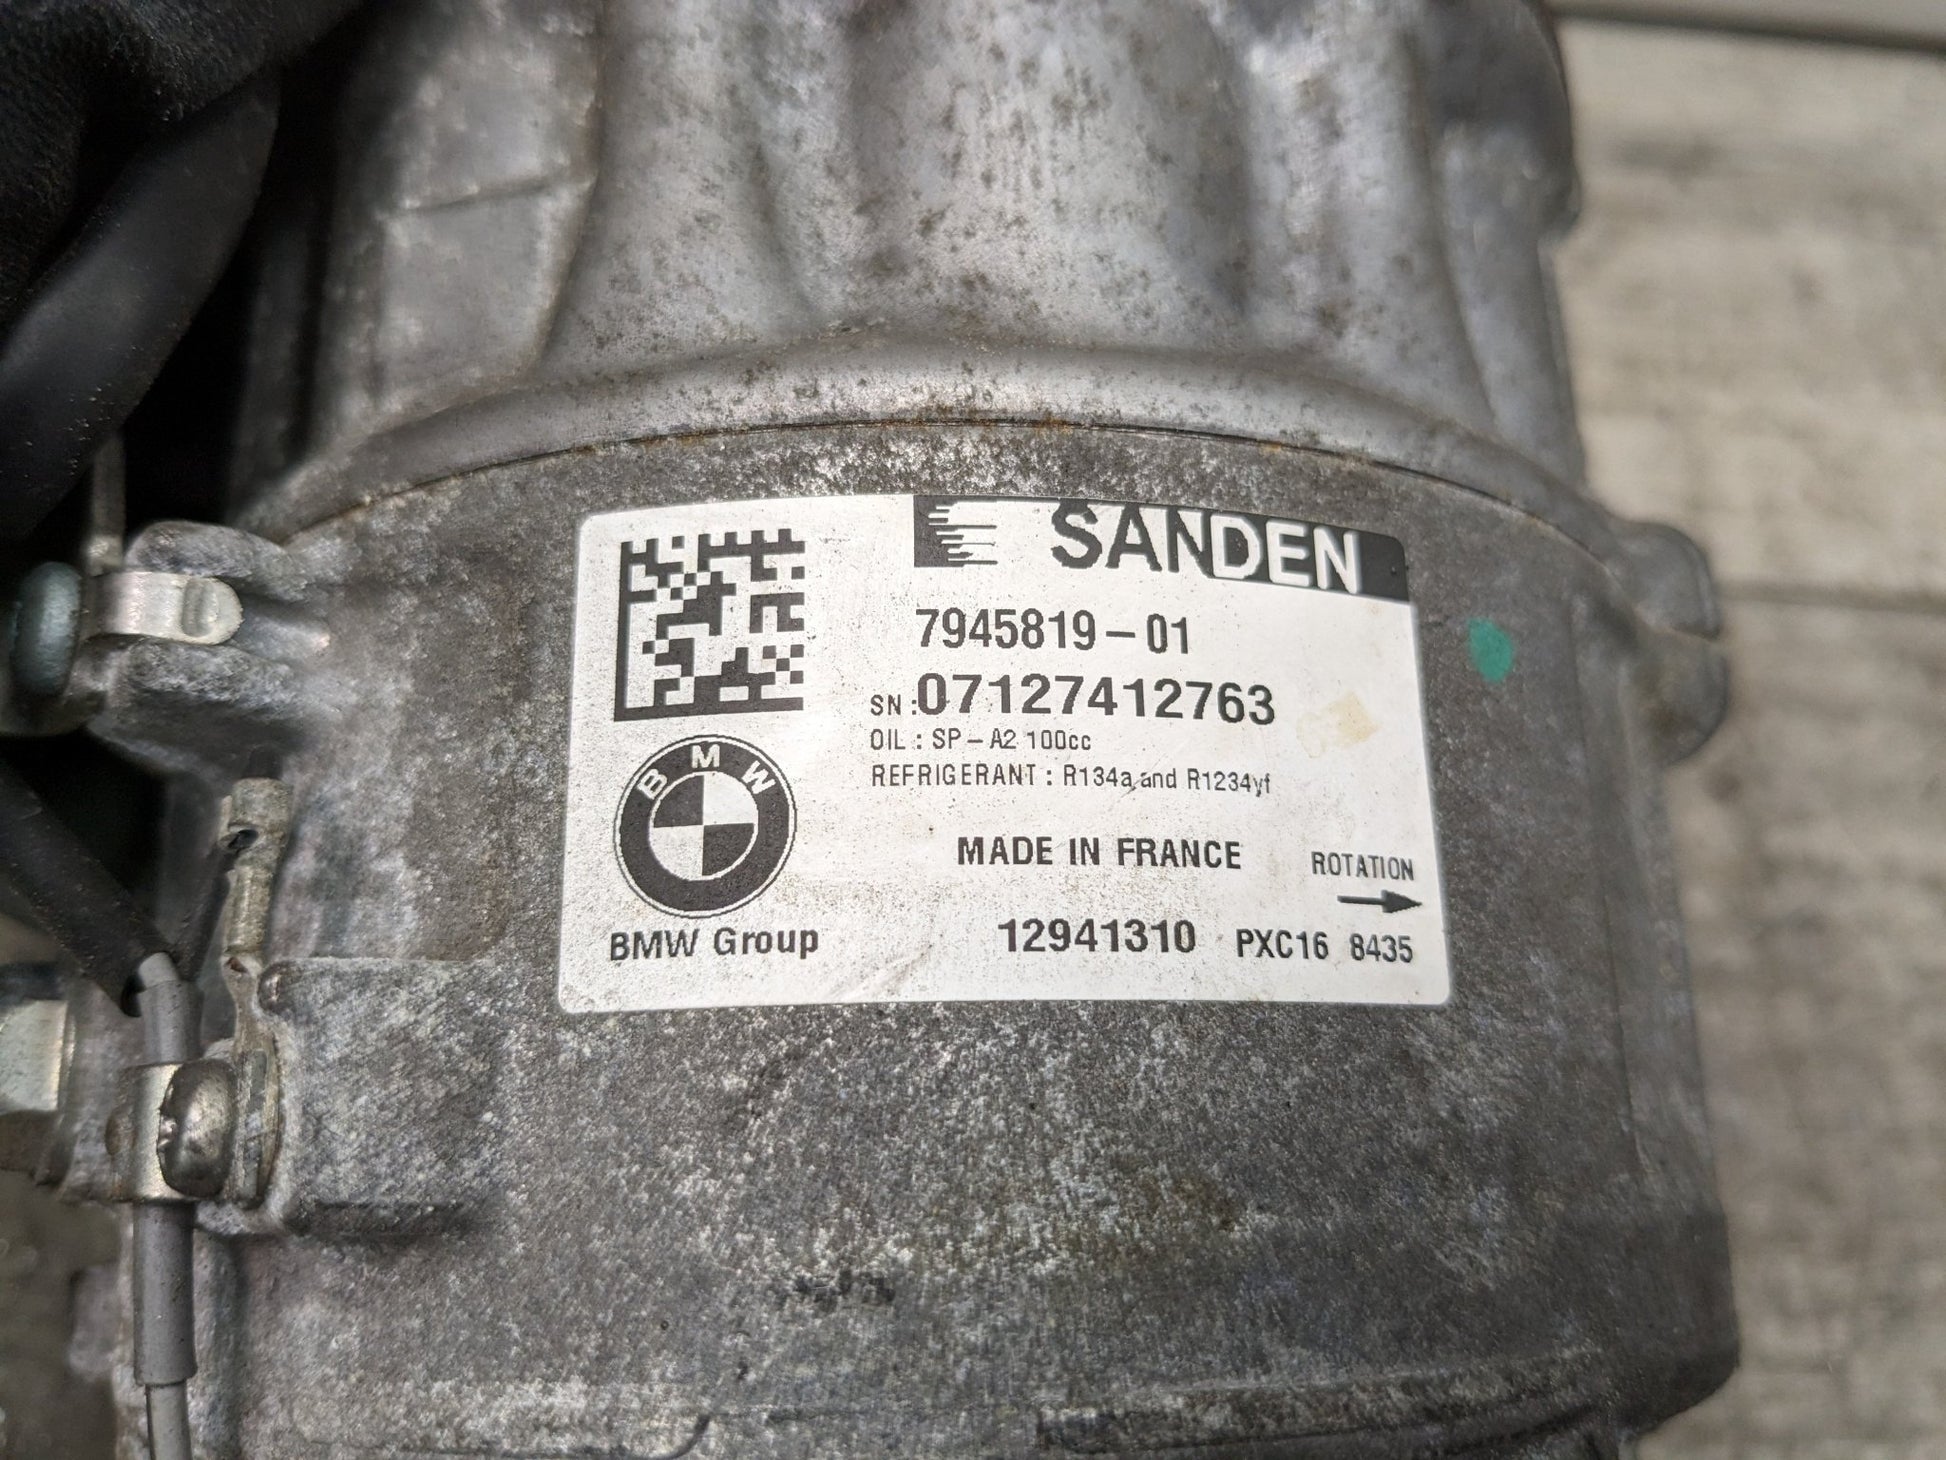 SANDEN
7945819-01
SN:07127412763
OIL : SP-A2 100cc
REFRIGERANT : R134a and R1234yf
BMW
MADE IN FRANCE
ROTATION
BMW Group
12941310 PXC16 8435